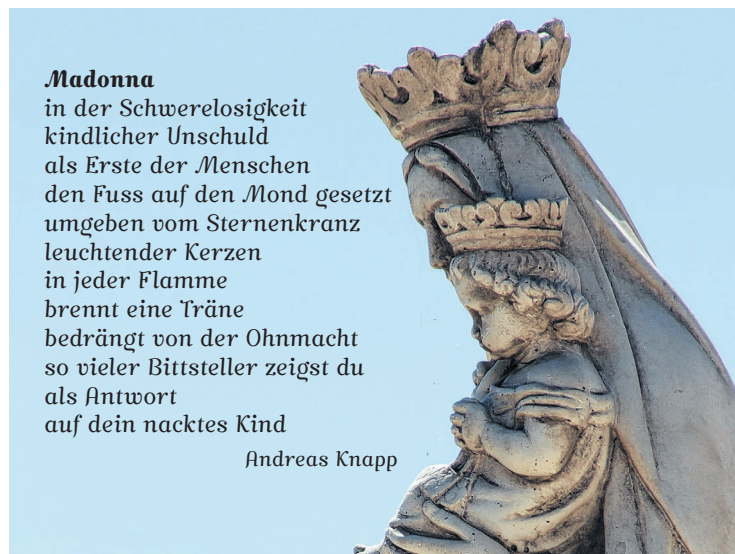 Madonna
in der Schwerelosigkeit
kindlicher Unschuld
als Erste der Menschen
den Fuss auf den Mond gesetzt
umgeben vom Sternenkranz
leuchtender Kerzen
in jeder Flamme
brennt eine Träne
bedrängt von der Ohnmacht
so vieler Bittsteller zeigst du
als Antwort
auf dein nacktes Kind
Andreas Knapp